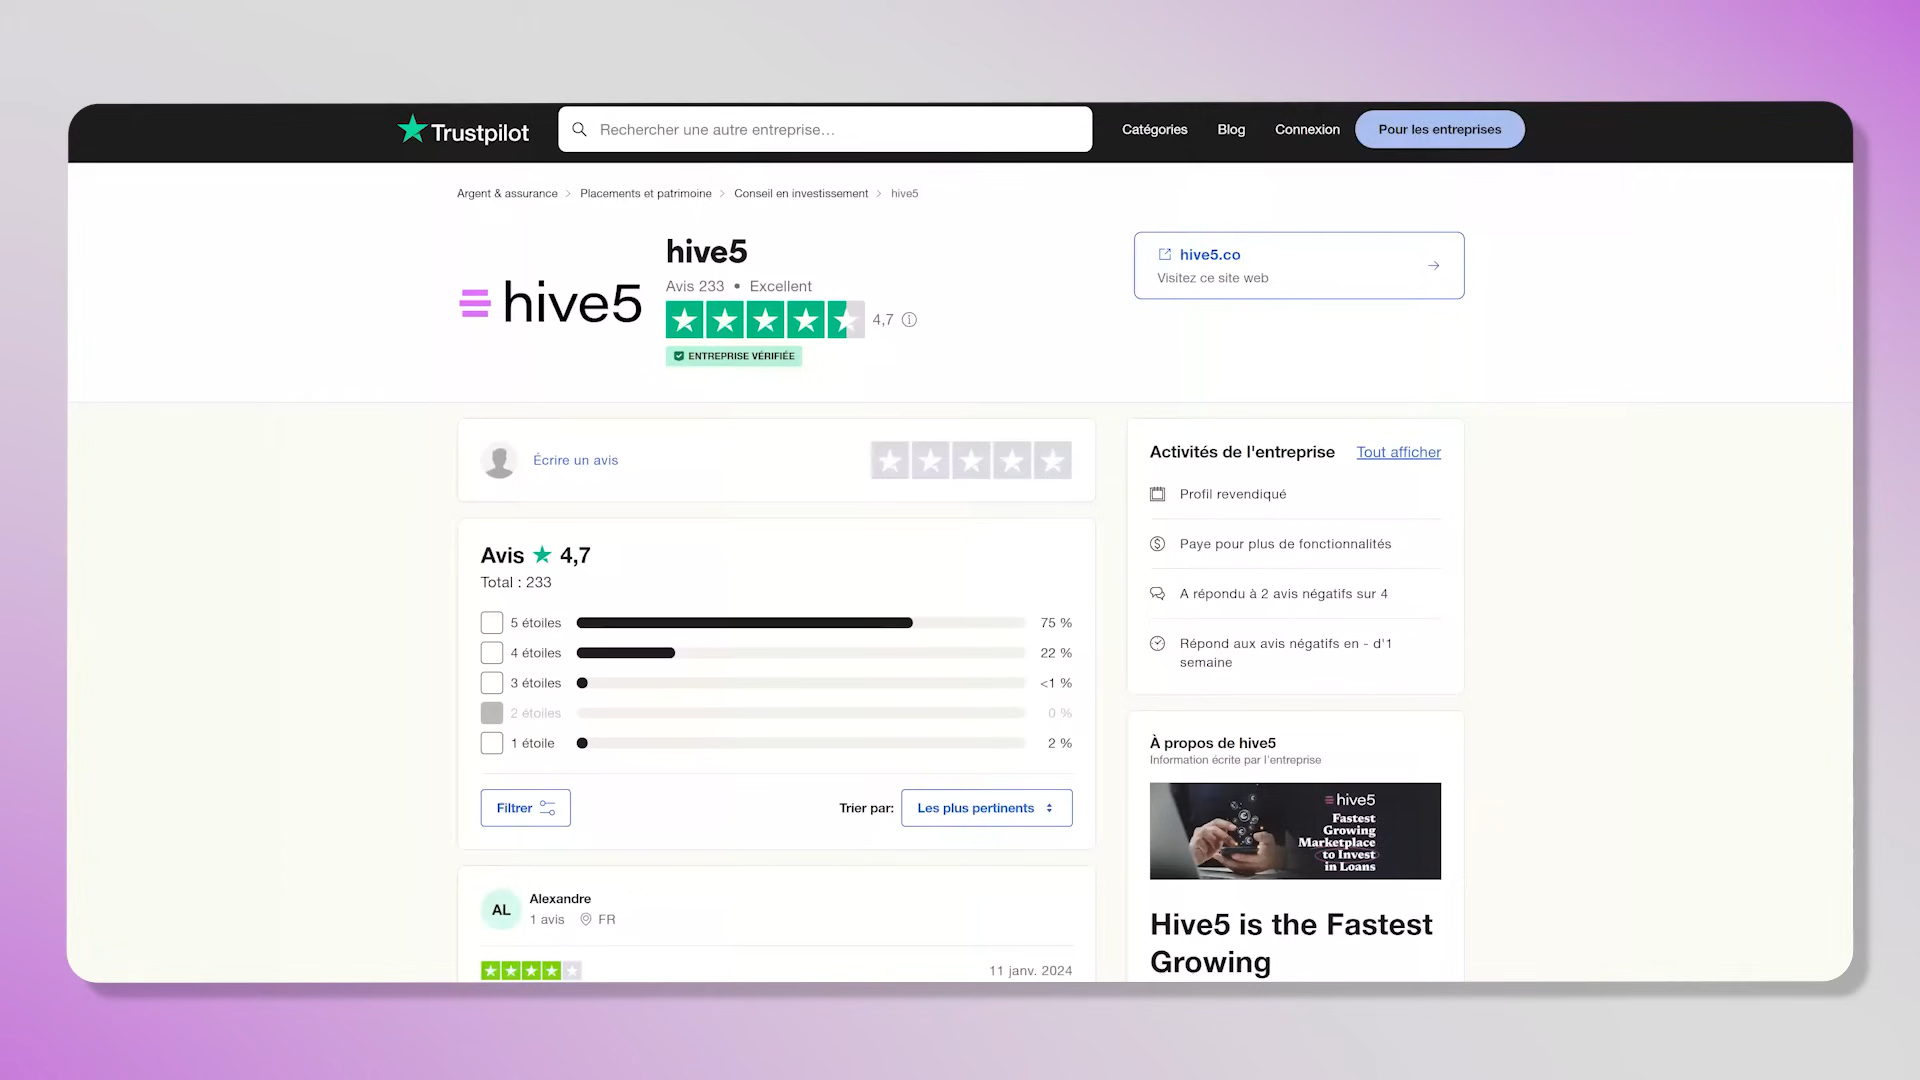 Trustpilot
Rechercher une autre entreprise…
Catégories
Blog
Connexion
Pour les entreprises
Argent & assurance > Placements et patrimoine > Conseil en investissement > hive5
hive5
hive5
Avis 233 • Excellent
4,7
ENTREPRISE VÉRIFIÉE
hive5.co
Visitez ce site web
Écrire un avis
Avis ★ 4,7
Total : 233
5 étoiles 75 %
4 étoiles 22 %
3 étoiles <1 %
2 étoiles 0 %
1 étoile 2 %
Filtrer
Trier par: Les plus pertinents
AL
Alexandre
1 avis FR
11 janv. 2024
Activités de l'entreprise Tout afficher
Profil revendiqué
Paye pour plus de fonctionnalités
A répondu à 2 avis négatifs sur 4
Répond aux avis négatifs en - d'1
semaine
À propos de hive5
Information écrite par l'entreprise
hive5
Fastest
Growing
Marketplace
to Invest
in Loans
Hive5 is the Fastest
Growing